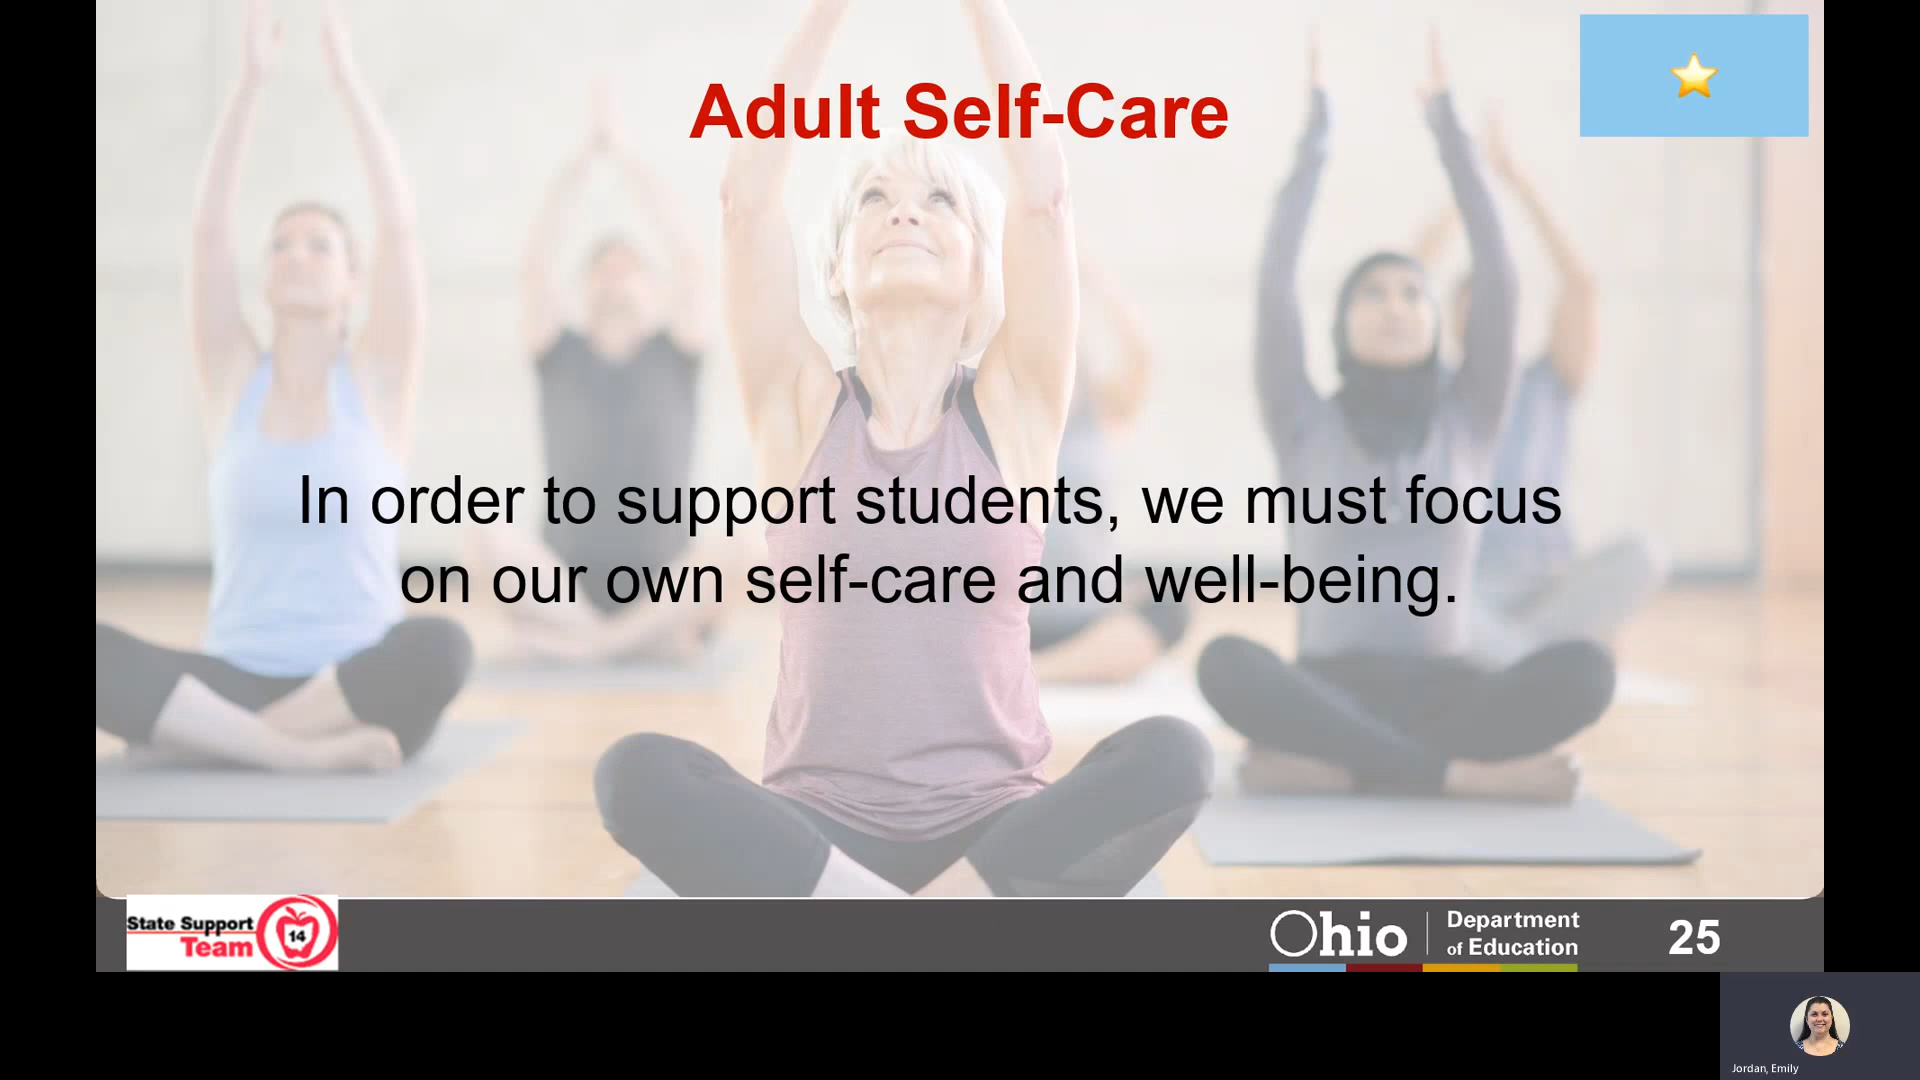 Adult Self-Care
In order to support students, we must focus
on our own self-care and well-being.
State Support
Team
14
Ohio
Department
of Education
25
Jordan, Emily